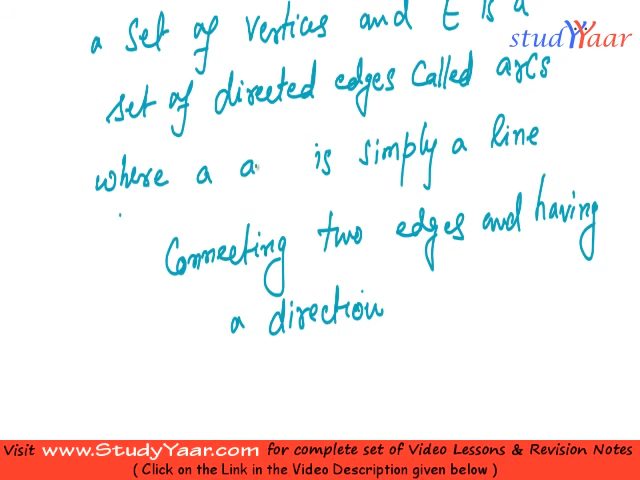 a set of vertices and E is a
studYYaar
set of directed edges called arcs
where a a is simply a line
Connecting two edges and having
a direction
Visit www.StudyYaar.com for complete set of Video Lessons & Revision Notes
( Click on the Link in the Video Description given below )